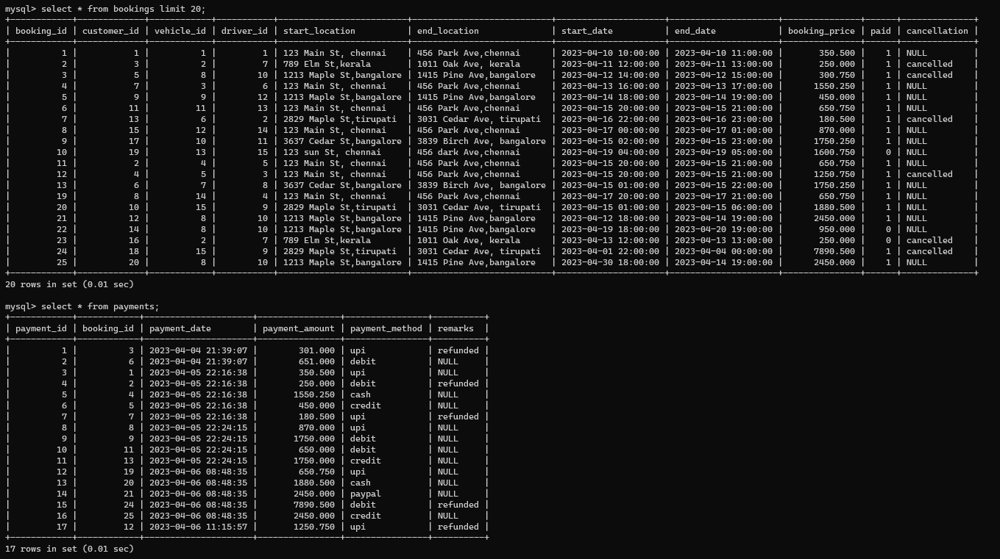 mysql> select * from bookings limit 20;
+------------+-------------+------------+-----------+------------------------+--------------------------+---------------------+---------------------+---------------+------+--------------+
| booking_id | customer_id | vehicle_id | driver_id | start_location         | end_location             | start_date          | end_date            | booking_price | paid | cancellation |
+------------+-------------+------------+-----------+------------------------+--------------------------+---------------------+---------------------+---------------+------+--------------+
|          1 |           1 |          1 |         1 | 123 Main St, chennai   | 456 Park Ave,chennai     | 2023-04-10 10:00:00 | 2023-04-10 11:00:00 |       350.500 |    1 | NULL         |
|          2 |           3 |          2 |         7 | 789 Elm St,kerala      | 1011 Oak Ave, kerala     | 2023-04-11 12:00:00 | 2023-04-11 13:00:00 |       250.000 |    1 | cancelled    |
|          3 |           5 |          8 |        10 | 1213 Maple St,bangalore | 1415 Pine Ave,bangalore  | 2023-04-12 14:00:00 | 2023-04-12 15:00:00 |       300.750 |    1 | cancelled    |
|          4 |           7 |          3 |         6 | 123 Main St, chennai   | 456 Park Ave,chennai     | 2023-04-13 16:00:00 | 2023-04-13 17:00:00 |      1550.250 |    1 | NULL         |
|          5 |           9 |          9 |        12 | 1213 Maple St,bangalore | 1415 Pine Ave,bangalore  | 2023-04-14 18:00:00 | 2023-04-14 19:00:00 |       450.000 |    1 | NULL         |
|          6 |          11 |         11 |        13 | 123 Main St, chennai   | 456 Park Ave,chennai     | 2023-04-15 20:00:00 | 2023-04-15 21:00:00 |       650.750 |    1 | NULL         |
|          7 |          13 |          6 |         2 | 2829 Maple St,tirupati | 3031 Cedar Ave, tirupati | 2023-04-16 22:00:00 | 2023-04-16 23:00:00 |       180.500 |    1 | cancelled    |
|          8 |          15 |         12 |        14 | 123 Main St, chennai   | 456 Park Ave,chennai     | 2023-04-17 00:00:00 | 2023-04-17 01:00:00 |       870.000 |    1 | NULL         |
|          9 |          17 |         10 |        11 | 3637 Cedar St,bangalore | 3839 Birch Ave, bangalore | 2023-04-15 02:00:00 | 2023-04-15 23:00:00 |      1750.250 |    1 | NULL         |
|         10 |          19 |         13 |        15 | 123 sun St, chennai    | 456 dark Ave,chennai     | 2023-04-19 04:00:00 | 2023-04-19 05:00:00 |      1600.750 |    0 | NULL         |
|         11 |           2 |          4 |         5 | 123 Main St, chennai   | 456 Park Ave,chennai     | 2023-04-15 20:00:00 | 2023-04-15 21:00:00 |       650.750 |    1 | NULL         |
|         12 |           4 |          5 |         3 | 123 Main St, chennai   | 456 Park Ave,chennai     | 2023-04-15 20:00:00 | 2023-04-15 21:00:00 |      1250.750 |    1 | cancelled    |
|         13 |           6 |          7 |         8 | 3637 Cedar St,bangalore | 3839 Birch Ave, bangalore | 2023-04-15 01:00:00 | 2023-04-15 22:00:00 |      1750.250 |    1 | NULL         |
|         19 |           8 |         14 |         4 | 123 Main St, chennai   | 456 Park Ave,chennai     | 2023-04-17 20:00:00 | 2023-04-17 21:00:00 |       650.750 |    1 | NULL         |
|         20 |          10 |         15 |         9 | 2829 Maple St,tirupati | 3031 Cedar Ave, tirupati | 2023-04-15 01:00:00 | 2023-04-15 06:00:00 |      1880.500 |    1 | NULL         |
|         21 |          12 |          8 |        10 | 1213 Maple St,bangalore | 1415 Pine Ave,bangalore  | 2023-04-12 18:00:00 | 2023-04-14 19:00:00 |      2450.000 |    1 | NULL         |
|         22 |          14 |          8 |        10 | 1213 Maple St,bangalore | 1415 Pine Ave,bangalore  | 2023-04-19 18:00:00 | 2023-04-20 19:00:00 |       950.000 |    0 | NULL         |
|         23 |          16 |          2 |         7 | 789 Elm St,kerala      | 1011 Oak Ave, kerala     | 2023-04-13 12:00:00 | 2023-04-13 13:00:00 |       250.000 |    0 | cancelled    |
|         24 |          18 |         15 |         9 | 2829 Maple St,tirupati | 3031 Cedar Ave, tirupati | 2023-04-01 22:00:00 | 2023-04-04 00:00:00 |      7890.500 |    1 | cancelled    |
|         25 |          20 |          8 |        10 | 1213 Maple St,bangalore | 1415 Pine Ave,bangalore  | 2023-04-30 18:00:00 | 2023-04-14 19:00:00 |      2450.000 |    1 | NULL         |
+------------+-------------+------------+-----------+------------------------+--------------------------+---------------------+---------------------+---------------+------+--------------+
20 rows in set (0.01 sec)
mysql> select * from payments;
+------------+------------+---------------------+----------------+----------------+----------+
| payment_id | booking_id | payment_date        | payment_amount | payment_method | remarks  |
+------------+------------+---------------------+----------------+----------------+----------+
|          1 |          3 | 2023-04-04 21:39:07 |        301.000 | upi            | refunded |
|          2 |          6 | 2023-04-04 21:39:07 |        651.000 | debit          | NULL     |
|          3 |          1 | 2023-04-05 22:16:38 |        350.500 | upi            | NULL     |
|          4 |          2 | 2023-04-05 22:16:38 |        250.000 | debit          | refunded |
|          5 |          4 | 2023-04-05 22:16:38 |       1550.250 | cash           | NULL     |
|          6 |          5 | 2023-04-05 22:16:38 |        450.000 | credit         | NULL     |
|          7 |          7 | 2023-04-05 22:16:38 |        180.500 | upi            | refunded |
|          8 |          8 | 2023-04-05 22:24:15 |        870.000 | upi            | NULL     |
|          9 |          9 | 2023-04-05 22:24:15 |       1750.000 | debit          | NULL     |
|         10 |         11 | 2023-04-05 22:24:15 |        650.000 | debit          | NULL     |
|         11 |         13 | 2023-04-05 22:24:15 |       1750.000 | credit         | NULL     |
|         12 |         19 | 2023-04-06 08:48:35 |        650.750 | upi            | NULL     |
|         13 |         20 | 2023-04-06 08:48:35 |       1880.500 | cash           | NULL     |
|         14 |         21 | 2023-04-06 08:48:35 |       2450.000 | paypal         | NULL     |
|         15 |         24 | 2023-04-06 08:48:35 |       7890.500 | debit          | refunded |
|         16 |         25 | 2023-04-06 08:48:35 |       2450.000 | credit         | NULL     |
|         17 |         12 | 2023-04-06 11:15:57 |       1250.750 | upi            | refunded |
+------------+------------+---------------------+----------------+----------------+----------+
17 rows in set (0.01 sec)